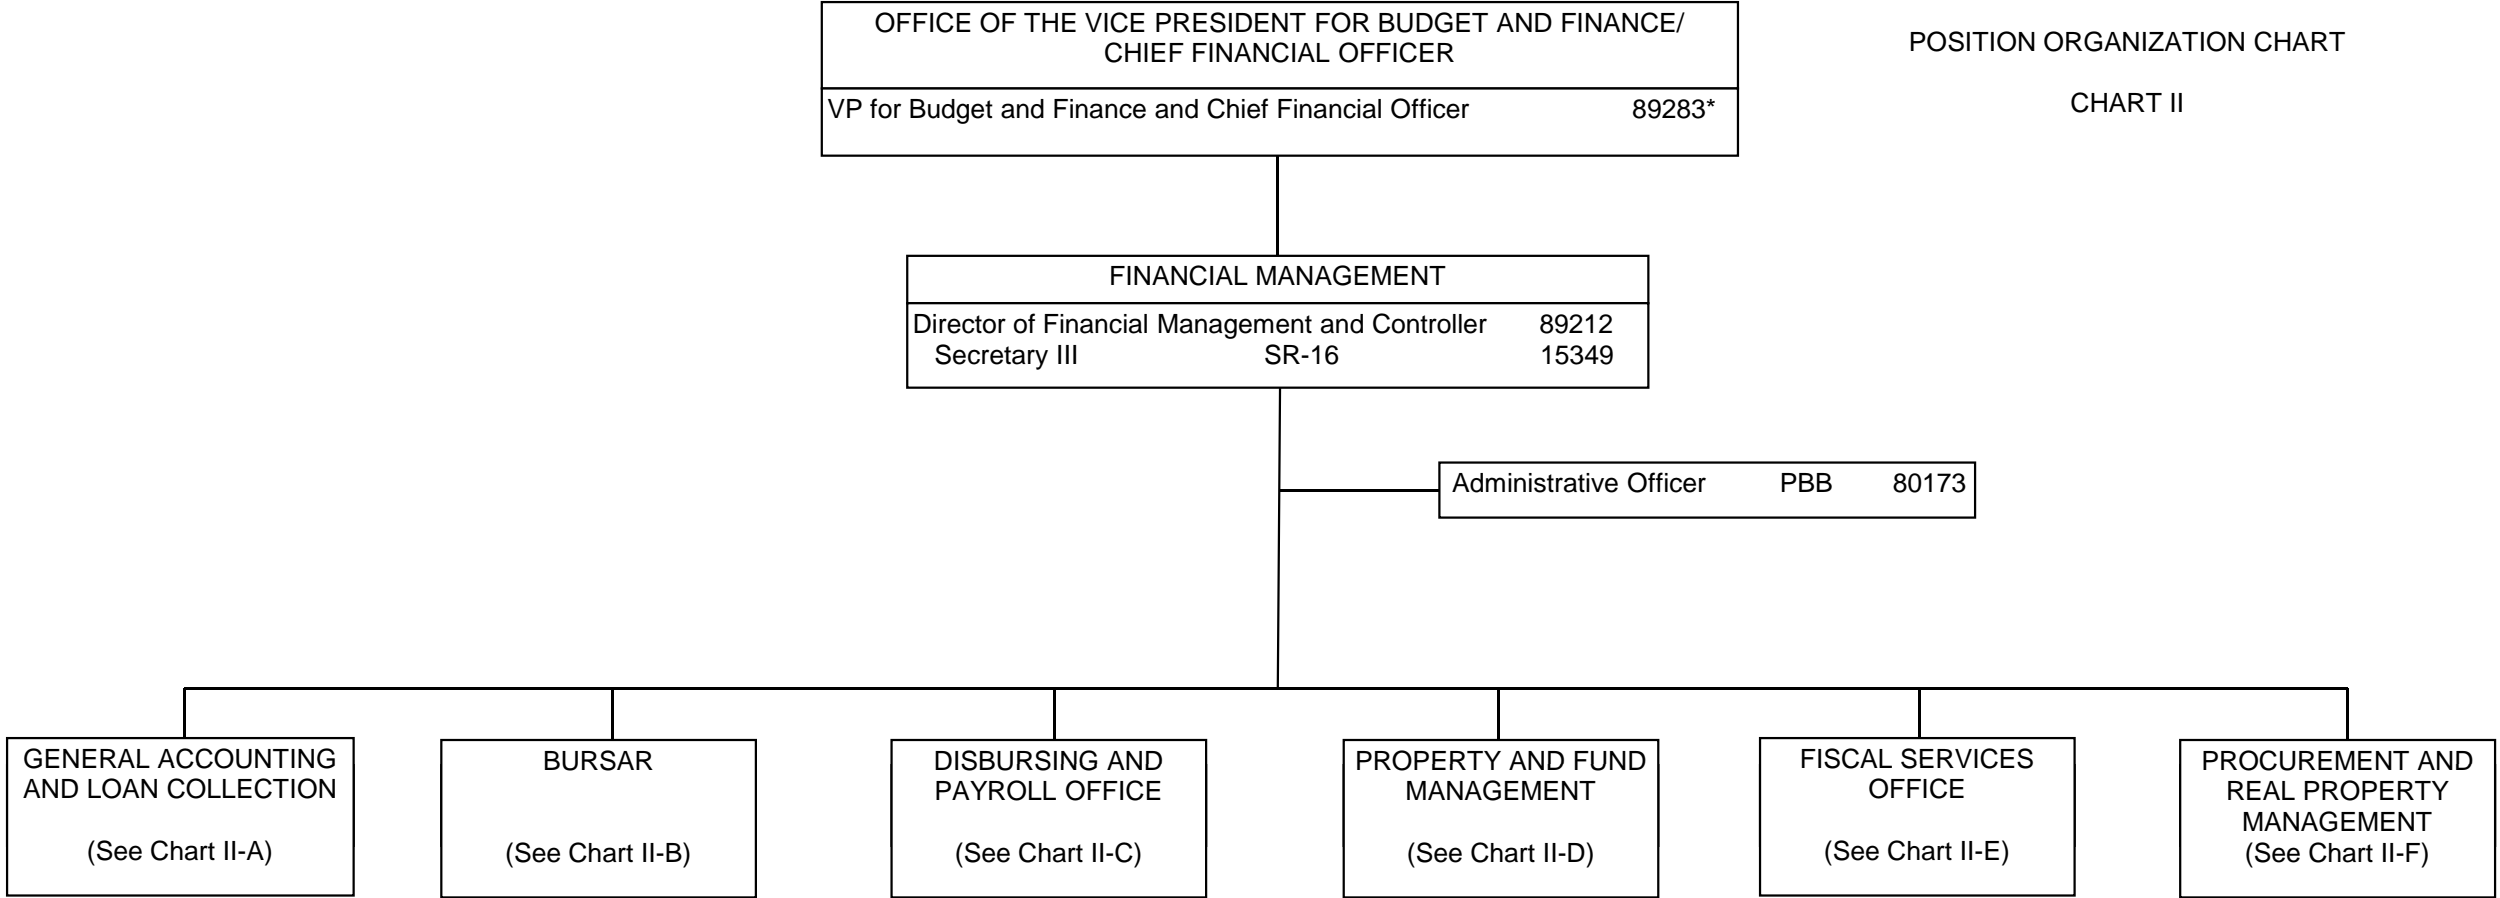 OFFICE OF THE VICE PRESIDENT FOR BUDGET AND FINANCE/
CHIEF FINANCIAL OFFICER
VP for Budget and Finance and Chief Financial Officer 89283*
POSITION ORGANIZATION CHART
CHART II
FINANCIAL MANAGEMENT
Director of Financial Management and Controller 89212
Secretary III SR-16 15349
Administrative Officer PBB 80173
GENERAL ACCOUNTING
AND LOAN COLLECTION
(See Chart II-A)
BURSAR
(See Chart II-B)
DISBURSING AND
PAYROLL OFFICE
(See Chart II-C)
PROPERTY AND FUND
MANAGEMENT
(See Chart II-D)
FISCAL SERVICES
OFFICE
(See Chart II-E)
PROCUREMENT AND
REAL PROPERTY
MANAGEMENT
(See Chart II-F)